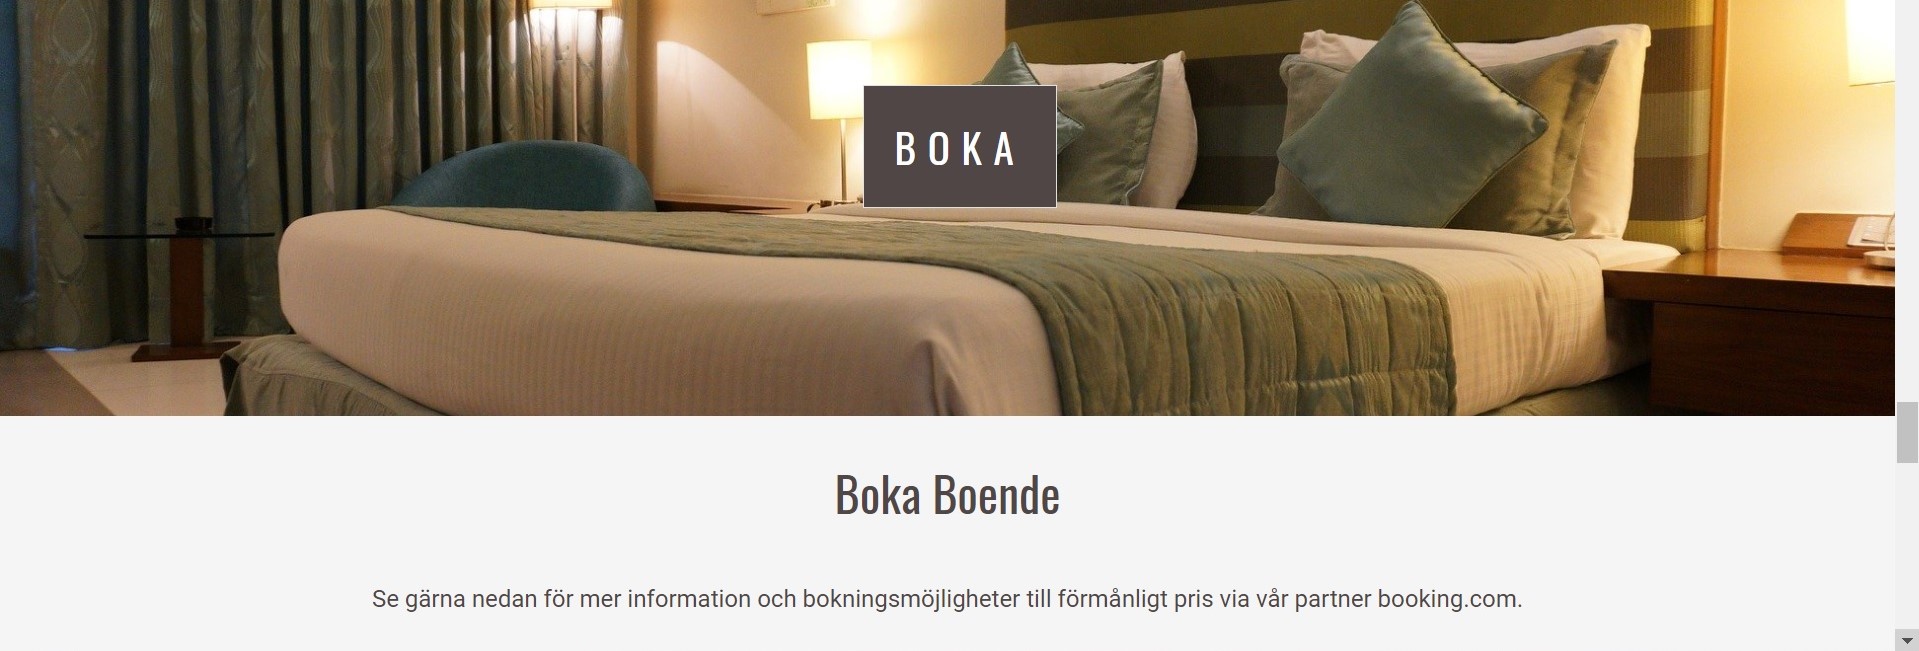 BOKA
Boka Boende
Se gärna nedan för mer information och bokningsmöjligheter till förmånligt pris via vår partner booking.com.